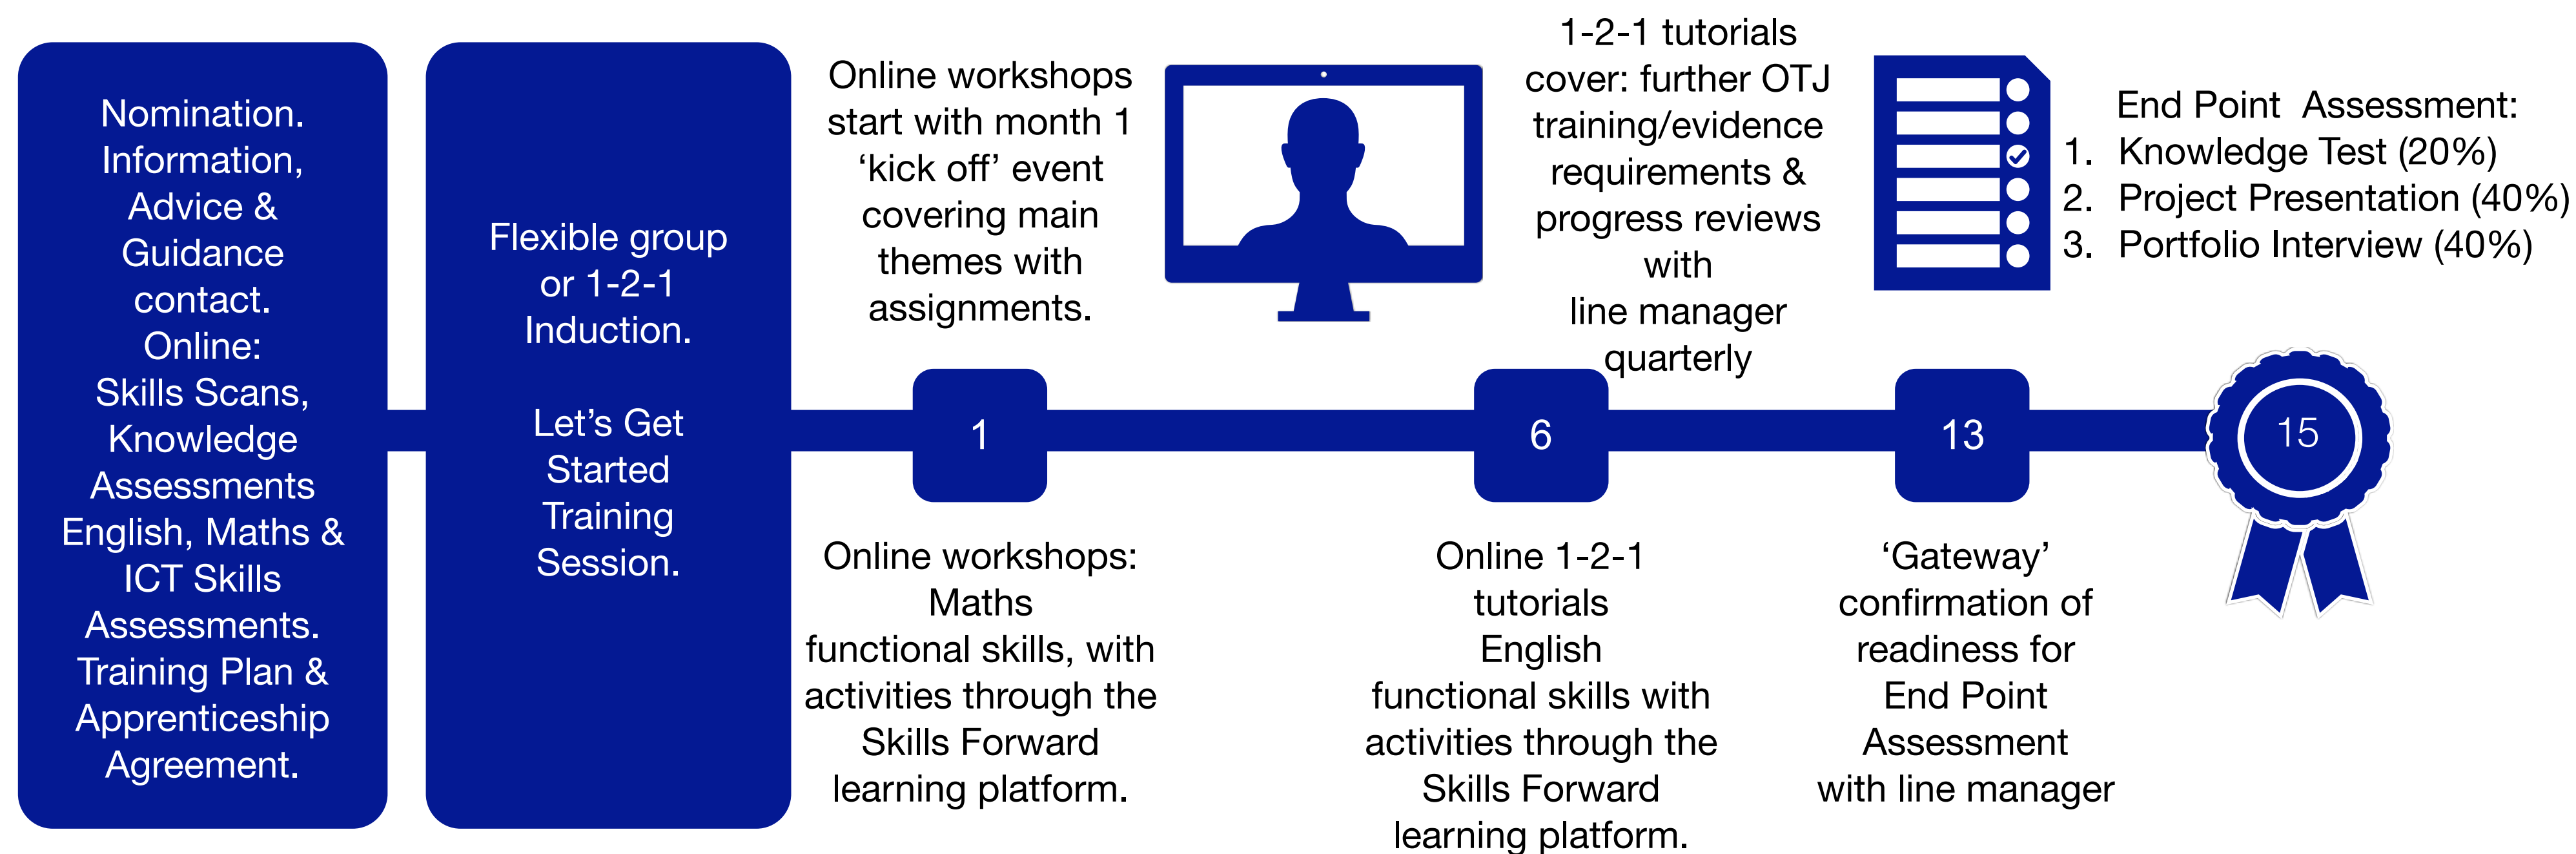 Nomination.
Information,
Advice &
Guidance
contact.
Online:
Skills Scans,
Knowledge
Assessments
English, Maths &
ICT Skills
Assessments.
Training Plan &
Apprenticeship
Agreement.
Flexible group
or 1-2-1
Induction.
Let’s Get
Started
Training
Session.
Online workshops
start with month 1
‘kick off’ event
covering main
themes with
assignments.
1
Online workshops:
Maths
functional skills, with
activities through the
Skills Forward
learning platform.
1-2-1 tutorials
cover: further OTJ
training/evidence
requirements &
progress reviews
with
line manager
quarterly
6
Online 1-2-1
tutorials
English
functional skills with
activities through the
Skills Forward
learning platform.
End Point  Assessment:
1. Knowledge Test (20%)
2. Project Presentation (40%)
3. Portfolio Interview (40%)
13
‘Gateway’
confirmation of
readiness for
End Point
Assessment
with line manager
15